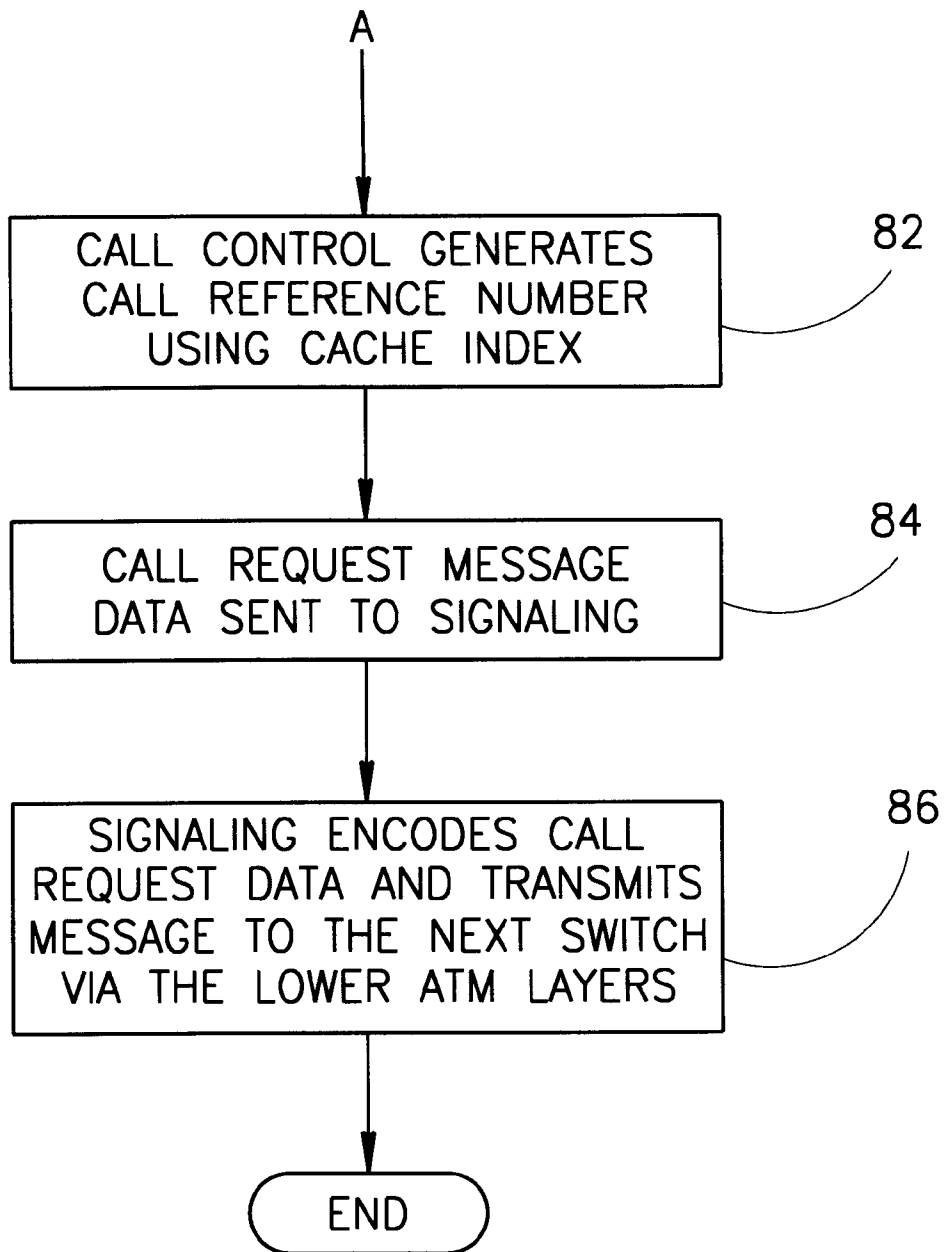 A
CALL CONTROL GENERATES
CALL REFERENCE NUMBER
USING CACHE INDEX
82
CALL REQUEST MESSAGE
DATA SENT TO SIGNALING
84
SIGNALING ENCODES CALL
REQUEST DATA AND TRANSMITS
MESSAGE TO THE NEXT SWITCH
VIA THE LOWER ATM LAYERS
86
END